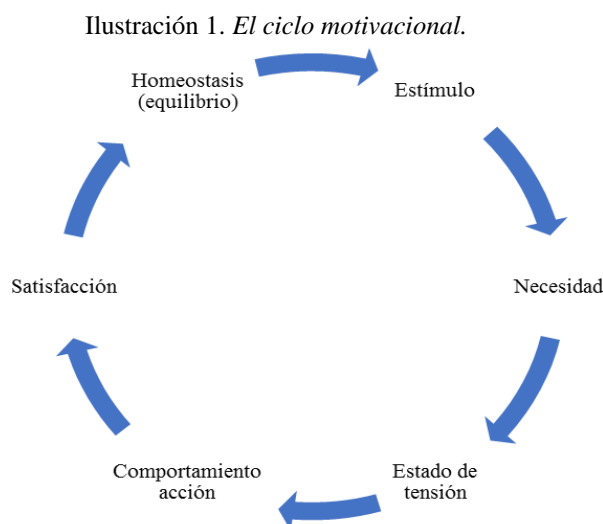 Ilustración 1. El ciclo motivacional.
Homeostasis
(equilibrio)
Estímulo
Necesidad
Estado de
tensión
Comportamiento
acción
Satisfacción